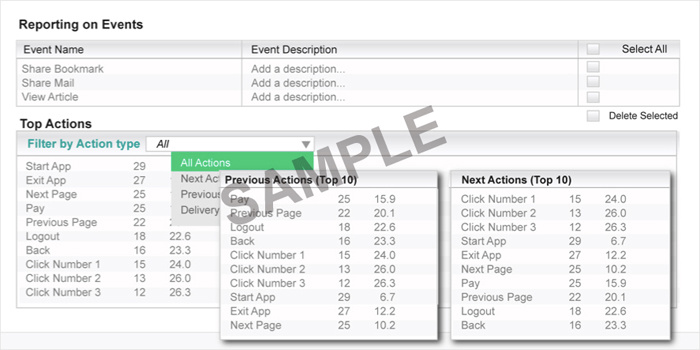 Reporting on Events
Event Name Event Description Select All
Share Bookmark Add a description...
Share Mail Add a description...
View Article Add a description...
Delete Selected
Top Actions
Filter by Action type All
All Actions
Next Ac
Previous
Delivery
Start App 29
Exit App 27
Next Page 25
Pay 25
Previous Page 22
Logout 18 22.6
Back 16 23.3
Click Number 1 15 24.0
Click Number 2 13 26.0
Click Number 3 12 26.3
Previous Actions (Top 10)
Pay 25 15.9
Previous Page 22 20.1
Logout 18 22.6
Back 16 23.3
Click Number 1 15 24.0
Click Number 2 13 26.0
Click Number 3 12 26.3
Start App 29 6.7
Exit App 27 12.2
Next Page 25 10.2
Next Actions (Top 10)
Click Number 1 15 24.0
Click Number 2 13 26.0
Click Number 3 12 26.3
Start App 29 6.7
Exit App 27 12.2
Next Page 25 10.2
Pay 25 15.9
Previous Page 22 20.1
Logout 18 22.6
Back 16 23.3
SAMPLE